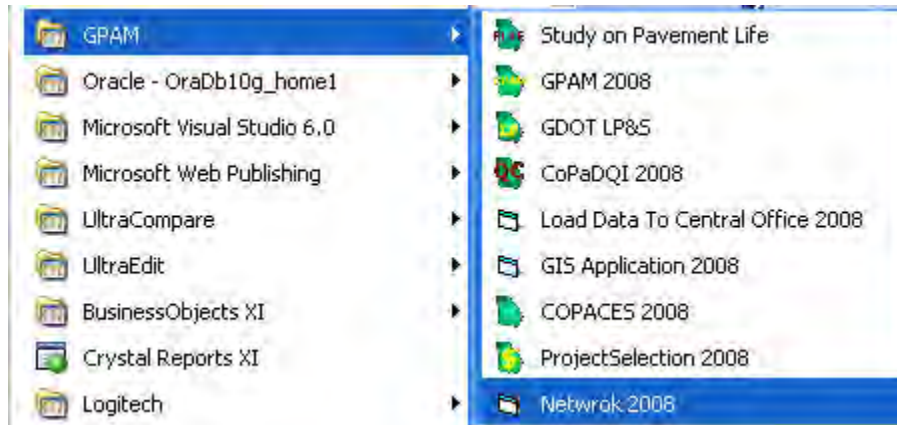 GPAM
Oracle - OraDb10g_home1
Microsoft Visual Studio 6.0
Microsoft Web Publishing
UltraCompare
UltraEdit
BusinessObjects XI
Crystal Reports XI
Logitech
Study on Pavement Life
GPAM 2008
GDOT LP&S
QC CoPaDQI 2008
Load Data To Central Office 2008
GIS Application 2008
COPACES 2008
ProjectSelection 2008
Netwrok 2008